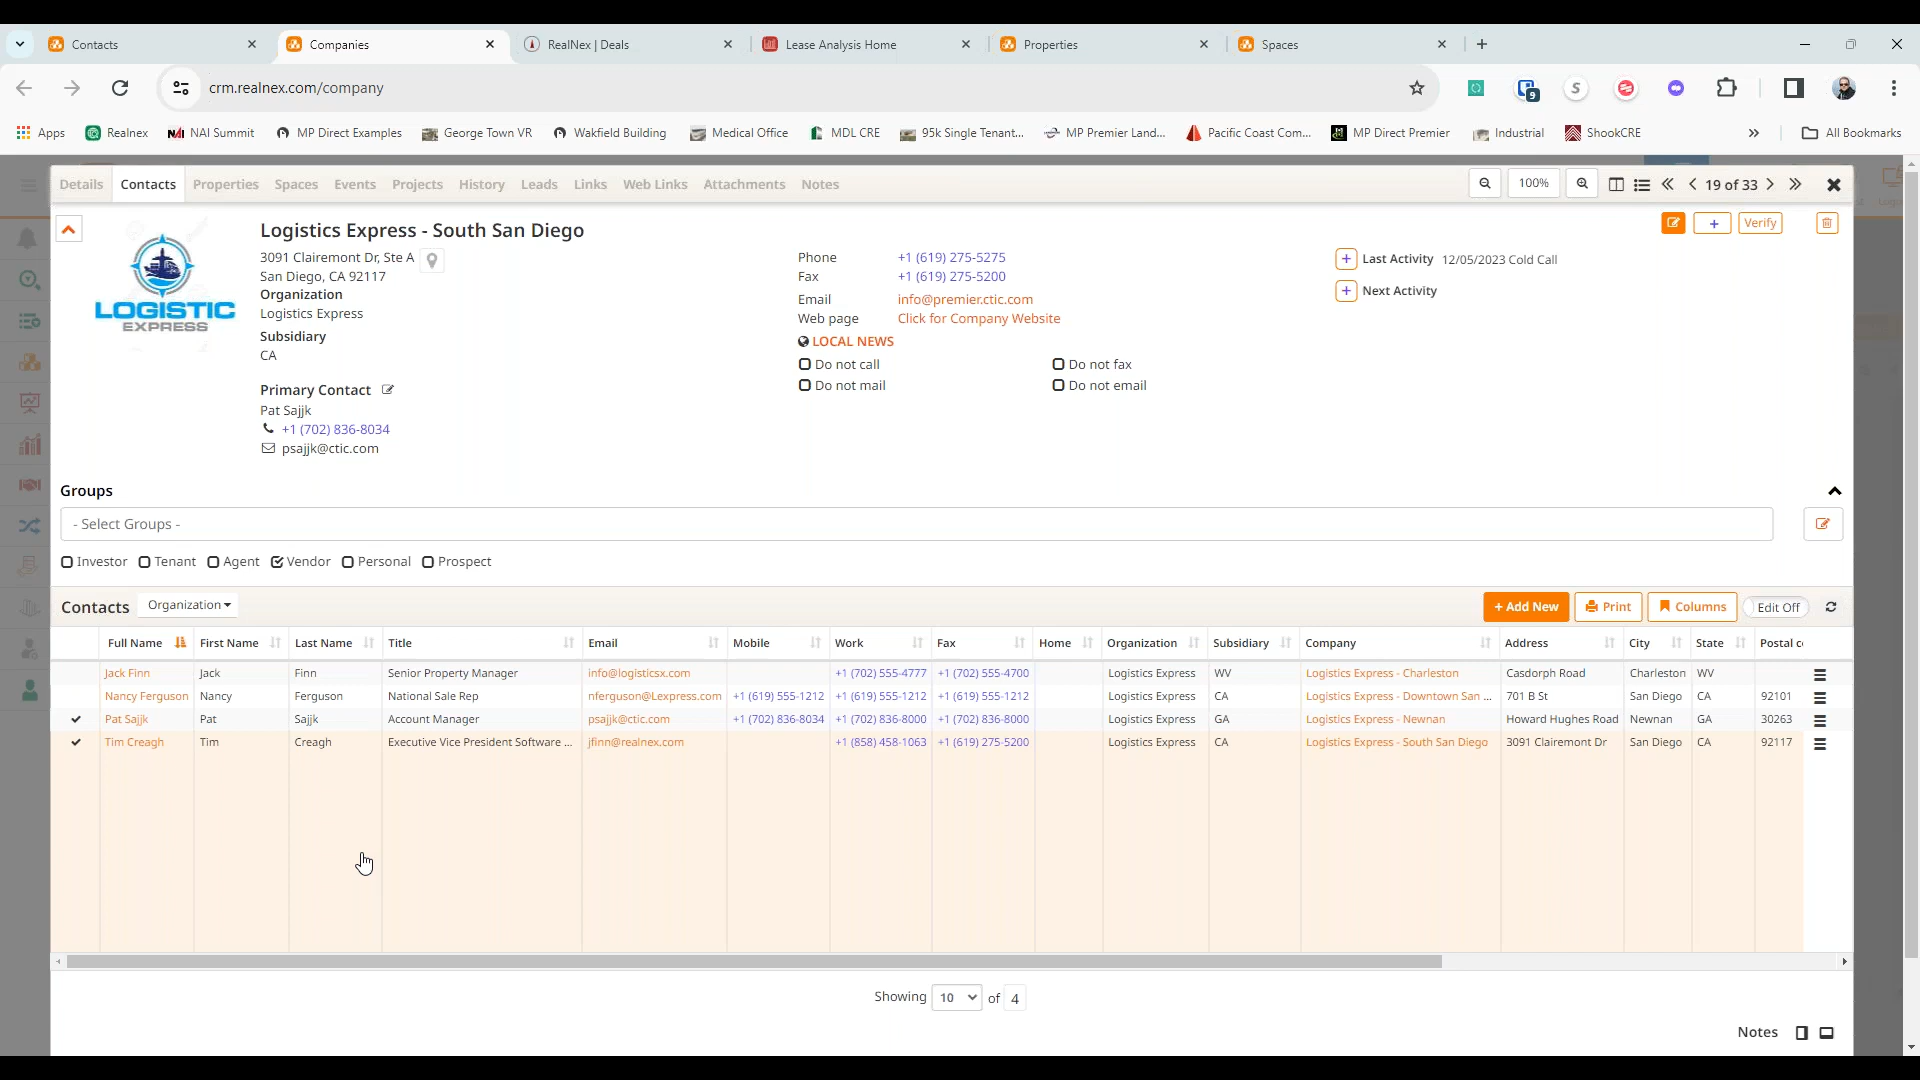 Contacts
Companies
RealNex | Deals
Lease Analysis Home
Properties
Spaces
crm.realnex.com/company
9
S
Apps
Realnex
NAI Summit
MP Direct Examples
George Town VR
Wakfield Building
Medical Office
MDL CRE
95k Single Tenant...
MP Premier Land...
Pacific Coast Com...
MP Direct Premier
Industrial
ShookCRE
All Bookmarks
Details Contacts Properties Spaces Events Projects History Leads Links Web Links Attachments Notes
100%
19 of 33
LOGISTIC
EXPRESS
Logistics Express - South San Diego
3091 Clairemont Dr, Ste A
San Diego, CA 92117
Organization
Logistics Express
Subsidiary
CA
Primary Contact
Pat Sajjk
+1 (702) 836-8034
psajjk@ctic.com
Phone +1 (619) 275-5275
Fax +1 (619) 275-5200
Email info@premier.ctic.com
Web page Click for Company Website
LOCAL NEWS
Do not call Do not fax
Do not mail Do not email
Verify
Last Activity 12/05/2023 Cold Call
Next Activity
Groups
- Select Groups -
Investor Tenant Agent Vendor Personal Prospect
Contacts Organization
+ Add New Print Columns Edit Off
Full Name First Name Last Name Title Email Mobile Work Fax Home Organization Subsidiary Company Address City State Postal c
Jack Finn Jack Finn Senior Property Manager info@logisticsx.com +1 (702) 555-4777 +1 (702) 555-4700 Logistics Express WV Logistics Express - Charleston Casdorph Road Charleston WV
Nancy Ferguson Nancy Ferguson National Sale Rep nferguson@Lexpress.com +1 (619) 555-1212 +1 (619) 555-1212 +1 (619) 555-1212 Logistics Express CA Logistics Express - Downtown San ... 701 B St San Diego CA 92101
Pat Sajjk Pat Sajjk Account Manager psajjk@ctic.com +1 (702) 836-8034 +1 (702) 836-8000 +1 (702) 836-8000 Logistics Express GA Logistics Express - Newnan Howard Hughes Road Newnan GA 30263
Tim Creagh Tim Creagh Executive Vice President Software ... jfinn@realnex.com +1 (858) 458-1063 +1 (619) 275-5200 Logistics Express CA Logistics Express - South San Diego 3091 Clairemont Dr San Diego CA 92117
Showing 10 of 4
Notes